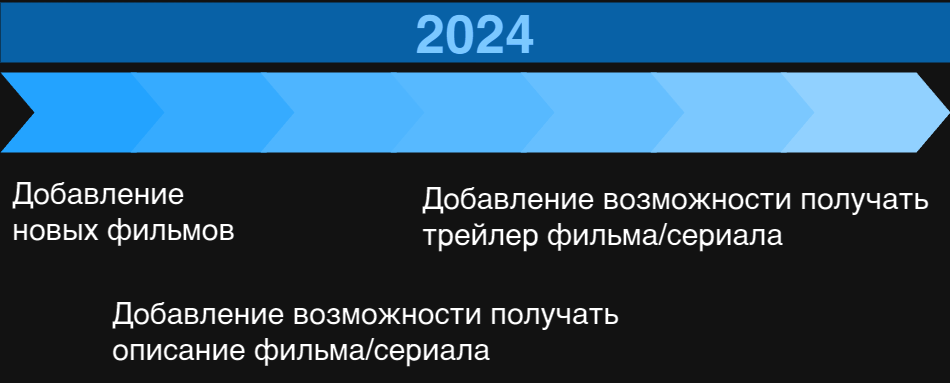 2024
Добавление
новых фильмов
Добавление возможности получать
трейлер фильма/сериала
Добавление возможности получать
описание фильма/сериала